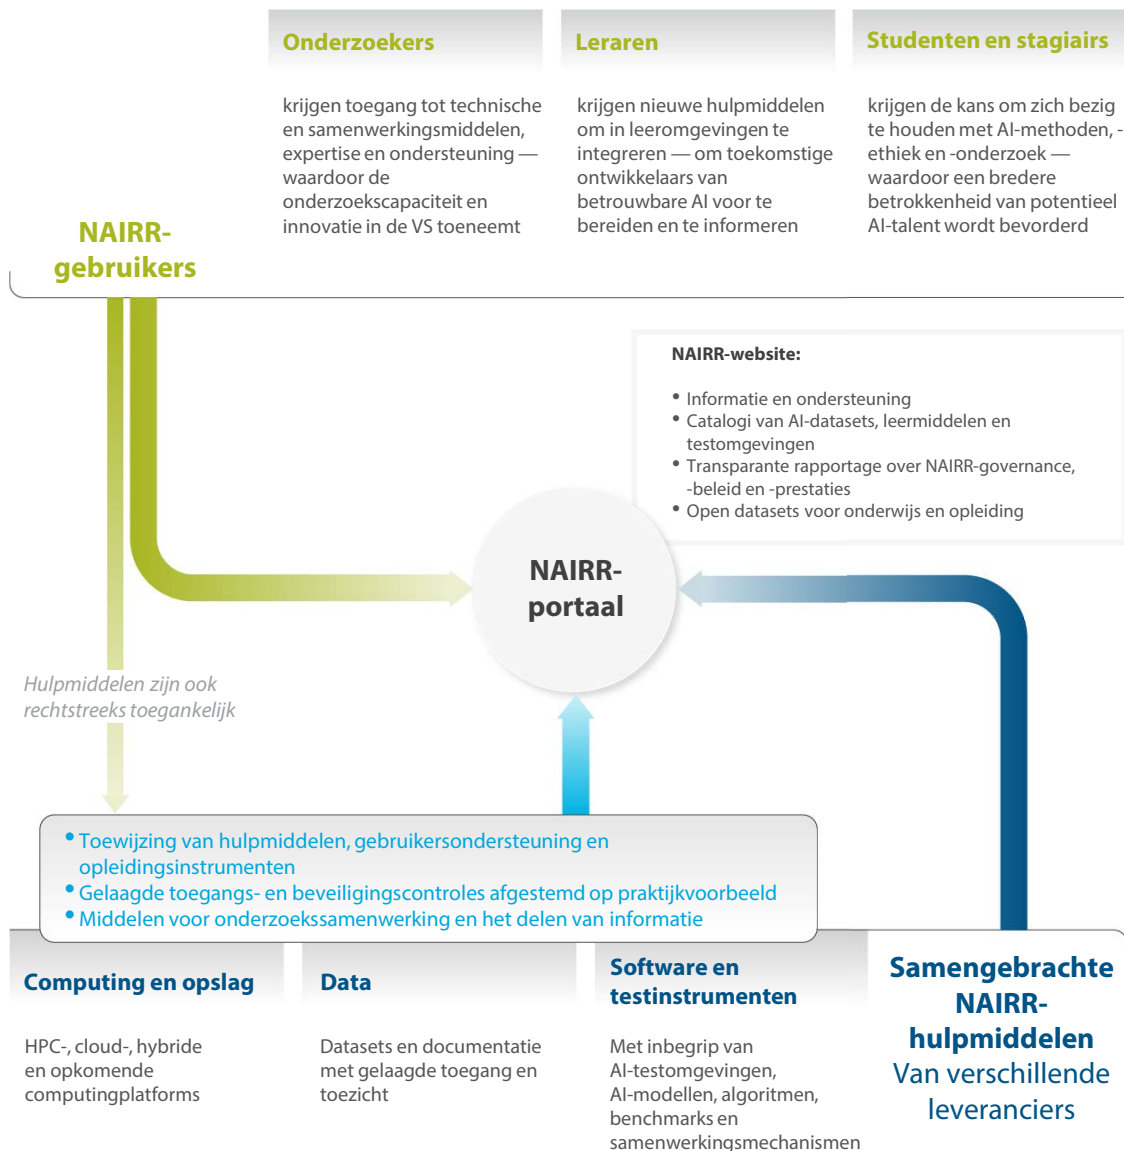 Onderzoekers
krijgen toegang tot technische
en samenwerkingsmiddelen,
expertise en ondersteuning —
waardoor de
onderzoekscapaciteit en
innovatie in de VS toeneemt
Leraren
krijgen nieuwe hulpmiddelen
om in leeromgevingen te
integreren — om toekomstige
ontwikkelaars van
betrouwbare AI voor te
bereiden en te informeren
Studenten en stagiairs
krijgen de kans om zich bezig
te houden met AI-methoden, -
ethiek en -onderzoek —
waardoor een bredere
betrokkenheid van potentieel
AI-talent wordt bevorderd
NAIRR-
gebruikers
NAIRR-website:
• Informatie en ondersteuning
• Catalogi van AI-datasets, leermiddelen en
testomgevingen
• Transparante rapportage over NAIRR-governance,
-beleid en -prestaties
• Open datasets voor onderwijs en opleiding
NAIRR-
portaal
Hulpmiddelen zijn ook
rechtstreeks toegankelijk
• Toewijzing van hulpmiddelen, gebruikersondersteuning en
opleidingsinstrumenten
• Gelaagde toegangs- en beveiligingscontroles afgestemd op praktijkvoorbeeld
• Middelen voor onderzoekssamenwerking en het delen van informatie
Computing en opslag
HPC-, cloud-, hybride
en opkomende
computingplatforms
Data
Datasets en documentatie
met gelaagde toegang en
toezicht
Software en
testinstrumenten
Met inbegrip van
AI-testomgevingen,
AI-modellen, algoritmen,
benchmarks en
samenwerkingsmechanismen
Samengebrachte
NAIRR-
hulpmiddelen
Van verschillende
leveranciers